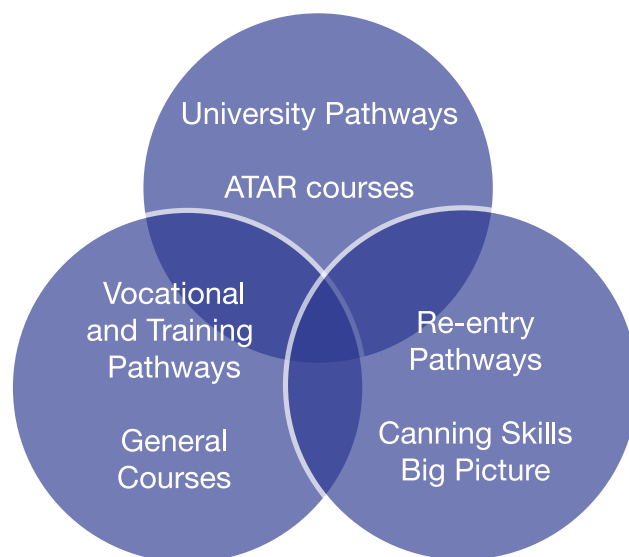 University Pathways
ATAR courses
Vocational
and Training
Pathways
General
Courses
Re-entry
Pathways
Canning Skills
Big Picture